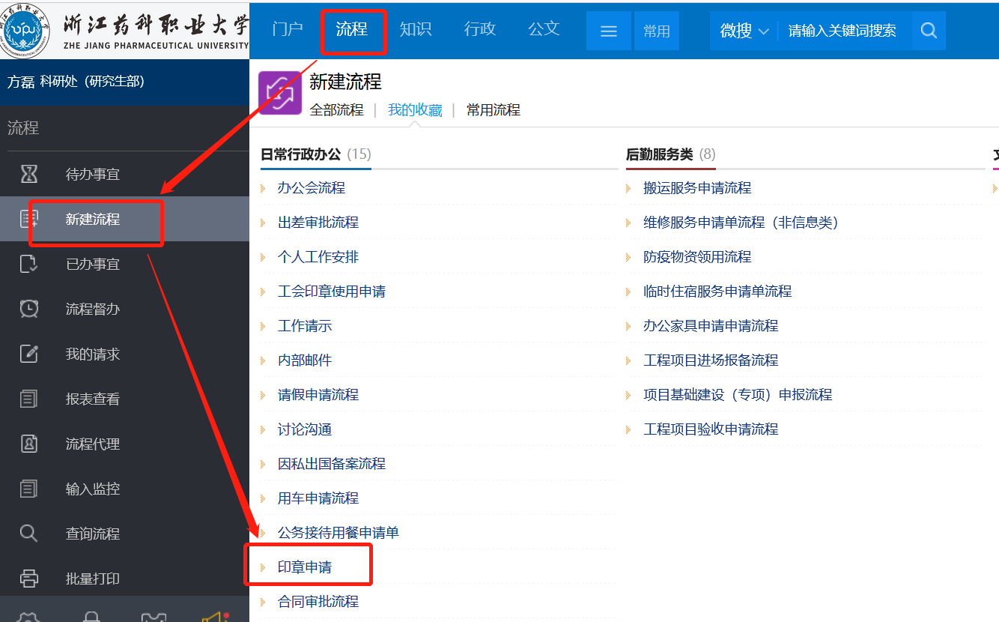 浙江药科职业大学
ZHE JIANG PHARMACEUTICAL UNIVERSITY
门户 流程 知识 行政 公文 常用 微搜 请输入关键词搜索
方磊 科研处（研究生部）
流程
待办事宜
新建流程
已办事宜
流程督办
我的请求
报表查看
流程代理
输入监控
查询流程
批量打印
新建流程
全部流程 | 我的收藏 | 常用流程
日常行政办公 (15)
办公会流程
出差审批流程
个人工作安排
工会印章使用申请
工作请示
内部邮件
请假申请流程
讨论沟通
因私出国备案流程
用车申请流程
公务接待用餐申请单
印章申请
合同审批流程
后勤服务类 (8)
搬运服务申请流程
维修服务申请单流程（非信息类）
防疫物资领用流程
临时住宿服务申请单流程
办公家具申请申请流程
工程项目进场报备流程
项目基础建设（专项）申报流程
工程项目验收申请流程